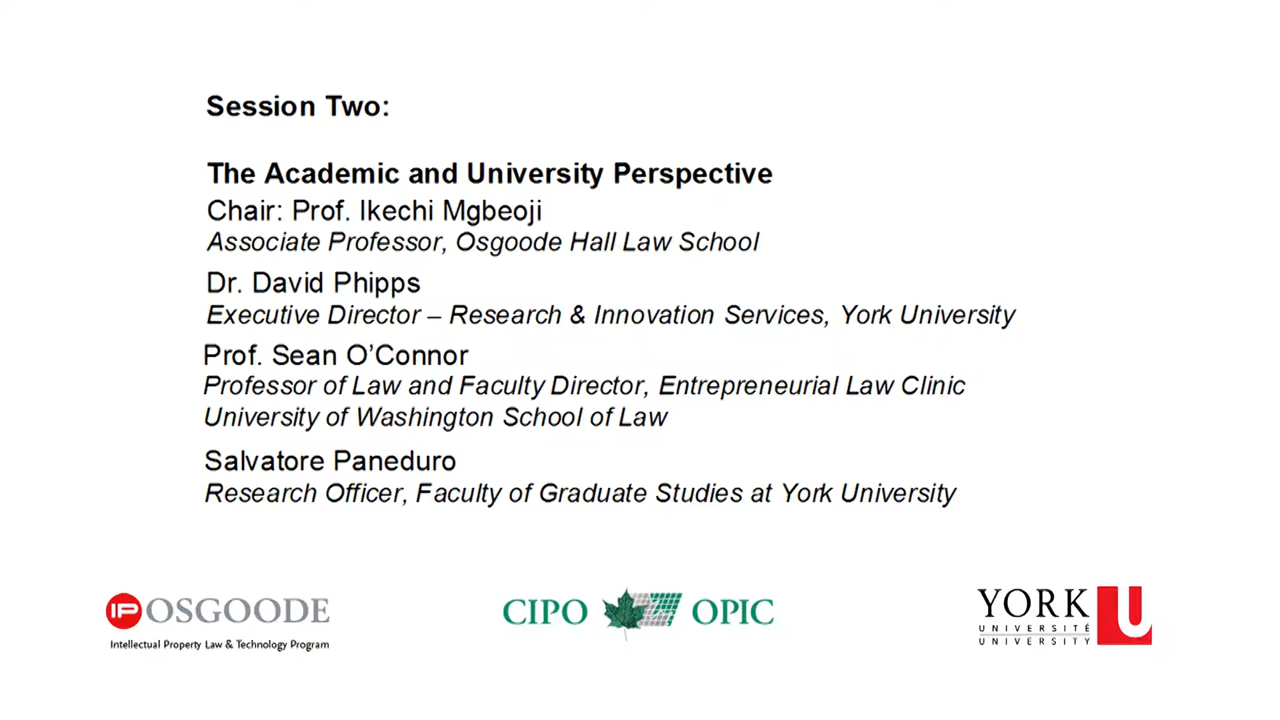 Session Two:
The Academic and University Perspective
Chair: Prof. Ikechi Mgbeoji
Associate Professor, Osgoode Hall Law School
Dr. David Phipps
Executive Director – Research & Innovation Services, York University
Prof. Sean O’Connor
Professor of Law and Faculty Director, Entrepreneurial Law Clinic
University of Washington School of Law
Salvatore Paneduro
Research Officer, Faculty of Graduate Studies at York University
IP OSGOODE
Intellectual Property Law & Technology Program
CIPO OPIC
YORK U
UNIVERSITÉ
UNIVERSITY